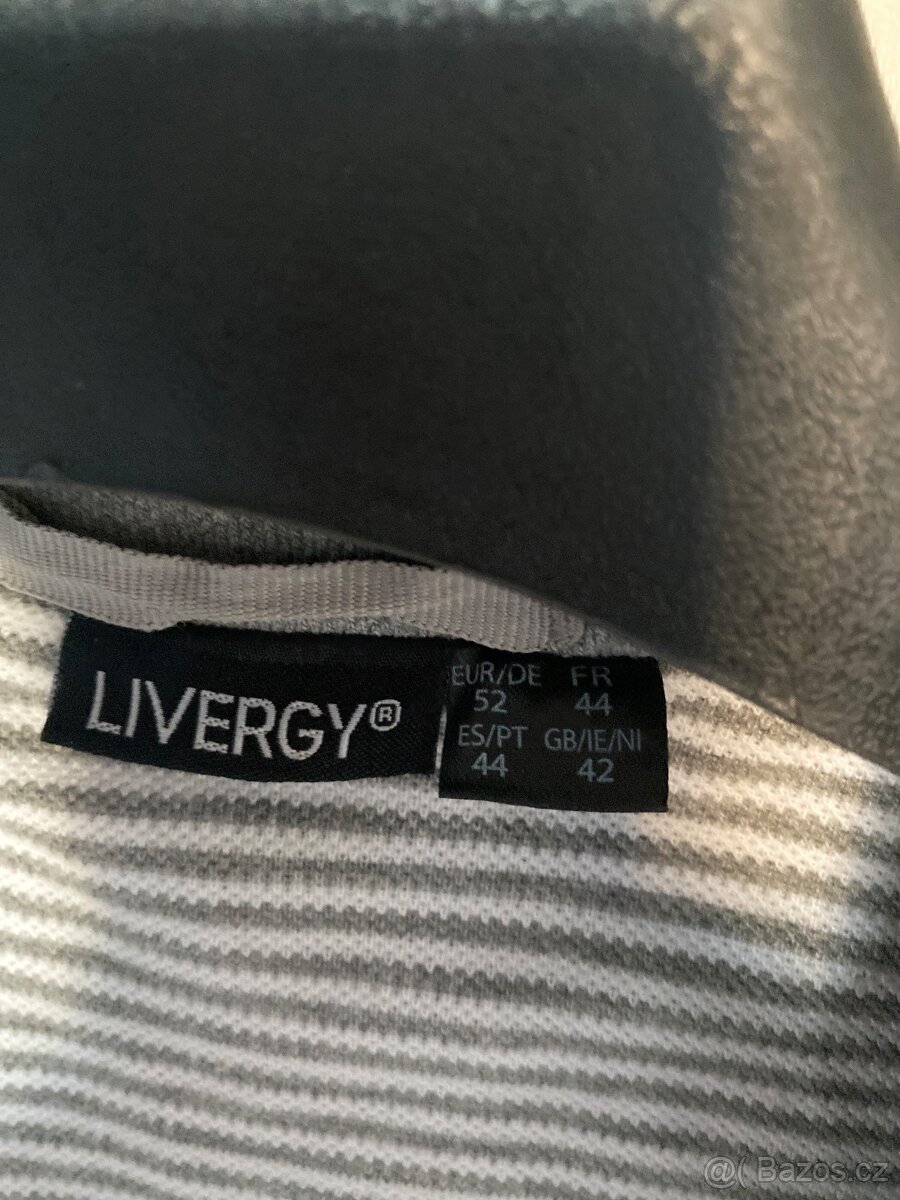 LIVERGY®
EUR/DE FR
52 44
ES/PT GB/IE/NI
44 42
@( Bazos.cz